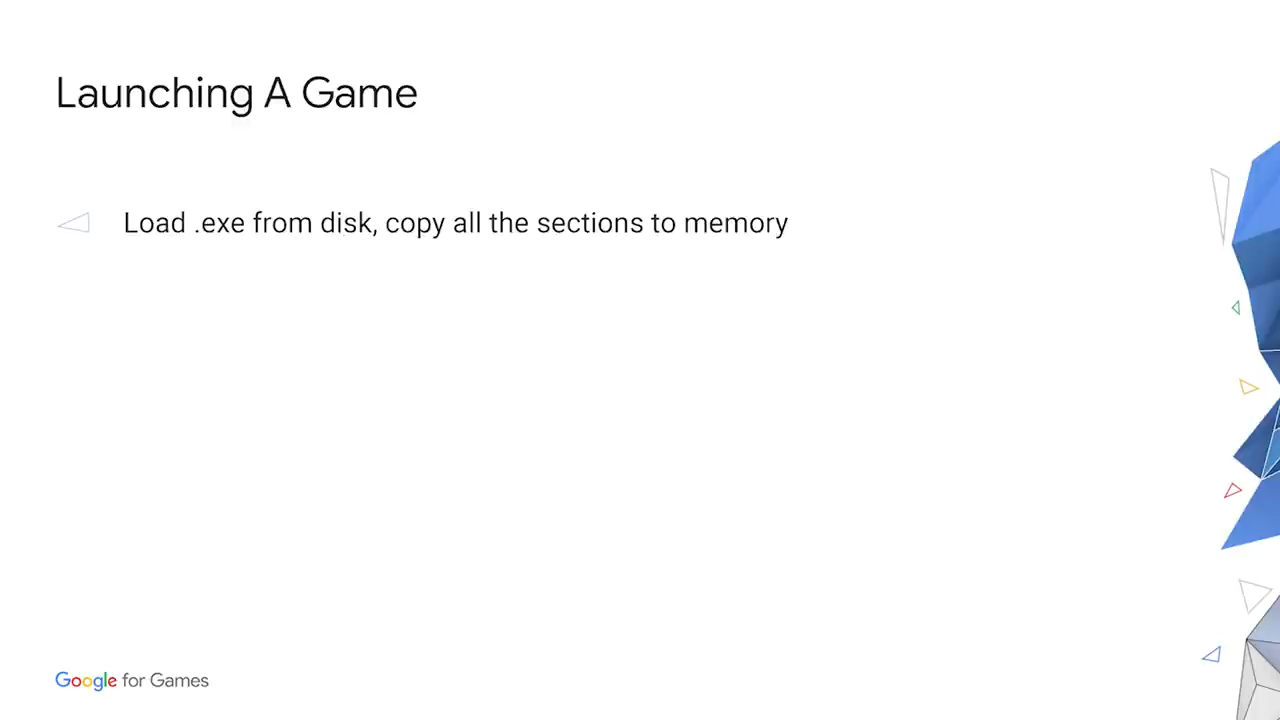 Launching A Game
Load .exe from disk, copy all the sections to memory
Google for Games